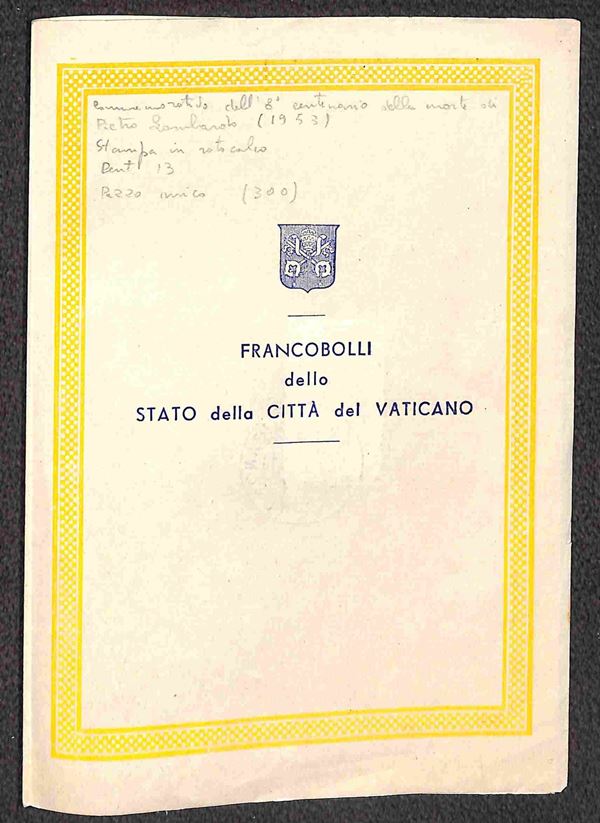 Commemorativo dell'8° centenario della morte di
Pietro Lombardo (1953)
Stampa in rotocalco
Dent 13
Pezzo unico (300)
FRANCOBOLLI
dello
STATO della CITTÀ del VATICANO